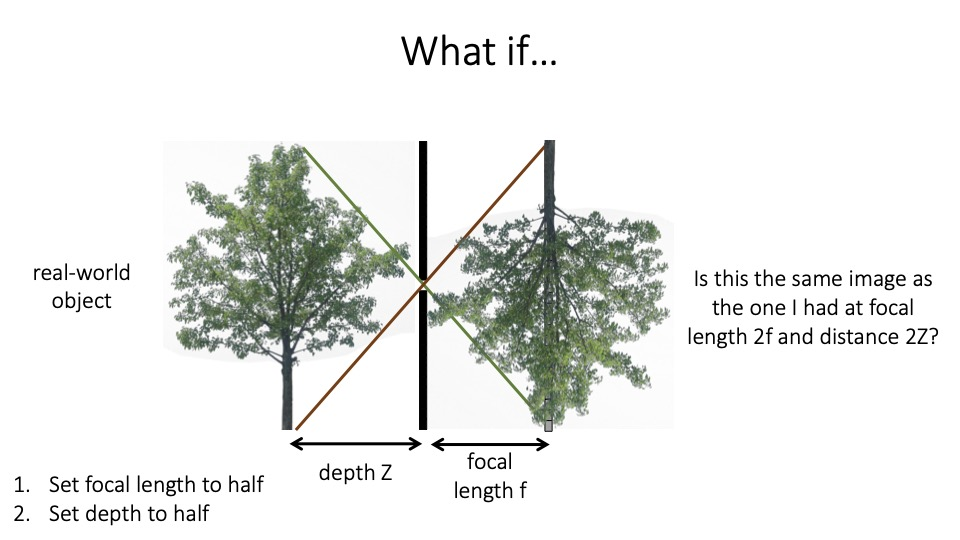 What if…
real-world
object
Is this the same image as
the one I had at focal
length 2f and distance 2Z?
depth Z
focal
length f
1. Set focal length to half
2. Set depth to half